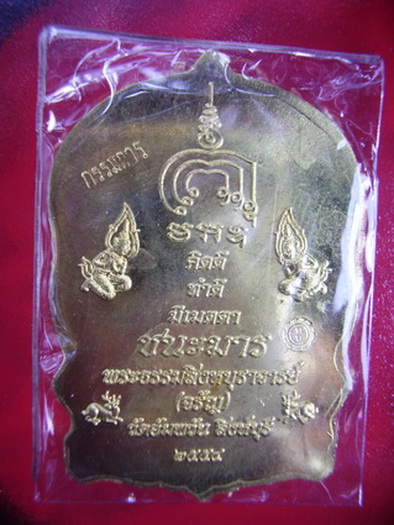 กรรมการ
คิดดี
ทำดี
มีเมตตา
ชนะมาร
พระธรรมสิงหบุราจารย์
(จรัญ)
วัดอัมพวัน สิงห์บุรี
๒๕๕๔